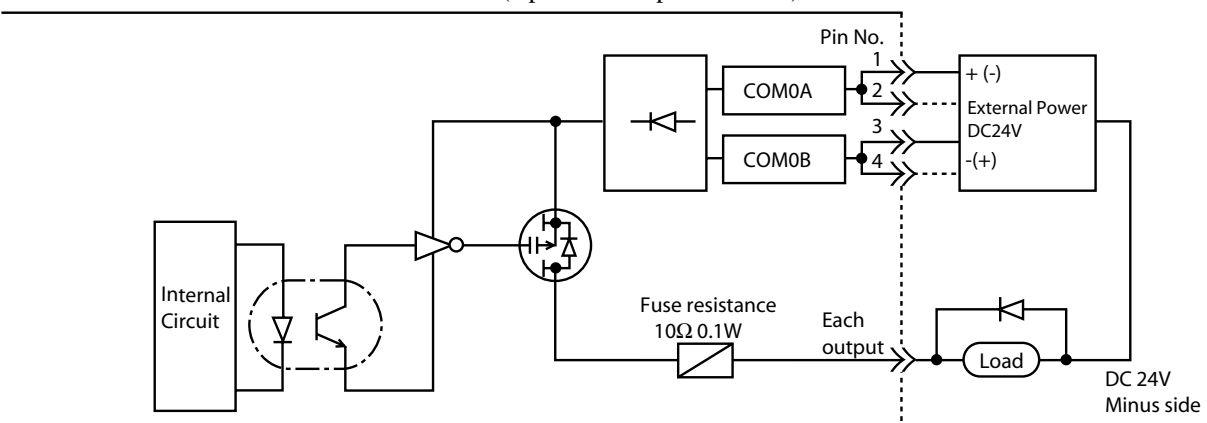 Pin No.
1
COM0A
2
+ (-)
External Power
DC24V
3
COM0B
4
-(+)
Internal
Circuit
Fuse resistance
10Ω 0.1W
Each
output
Load
DC 24V
Minus side